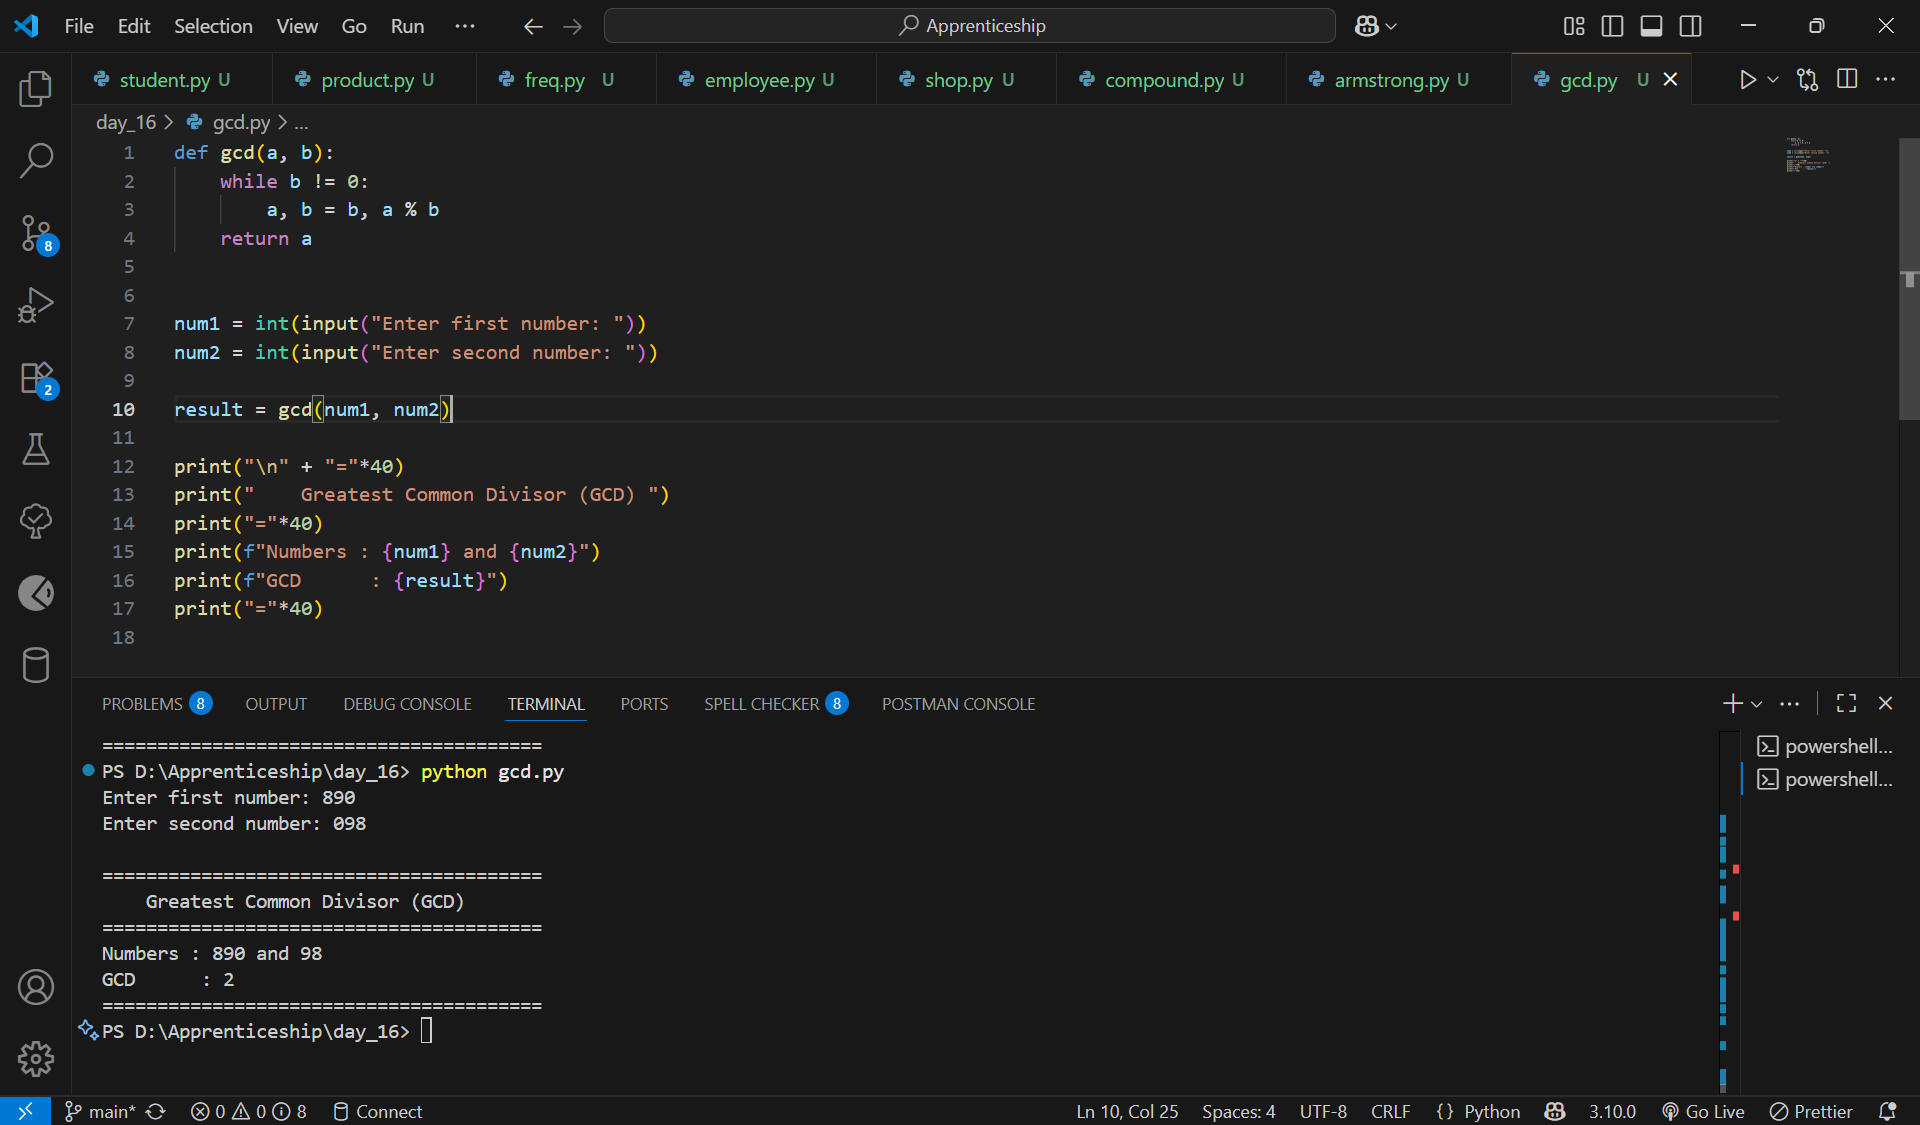 File Edit Selection View Go Run ··· Apprenticeship
student.py U product.py U freq.py U employee.py U shop.py U compound.py U armstrong.py U gcd.py U
day_16 > gcd.py > ...
1 def gcd(a, b):
2     while b != 0:
3         a, b = b, a % b
4     return a
5
6
7 num1 = int(input("Enter first number: "))
8 num2 = int(input("Enter second number: "))
9
10 result = gcd(num1, num2)
11
12 print("\n" + "="*40)
13 print("    Greatest Common Divisor (GCD) ")
14 print("="*40)
15 print(f"Numbers : {num1} and {num2}")
16 print(f"GCD      : {result}")
17 print("="*40)
18
8
2
PROBLEMS 8 OUTPUT DEBUG CONSOLE TERMINAL PORTS SPELL CHECKER 8 POSTMAN CONSOLE
========================================
PS D:\Apprenticeship\day_16> python gcd.py
Enter first number: 890
Enter second number: 098

========================================
    Greatest Common Divisor (GCD)
========================================
Numbers : 890 and 98
GCD      : 2
========================================
PS D:\Apprenticeship\day_16>
powershell...
powershell...
main* 0 0 8 Connect Ln 10, Col 25 Spaces: 4 UTF-8 CRLF {} Python 3.10.0 Go Live Prettier